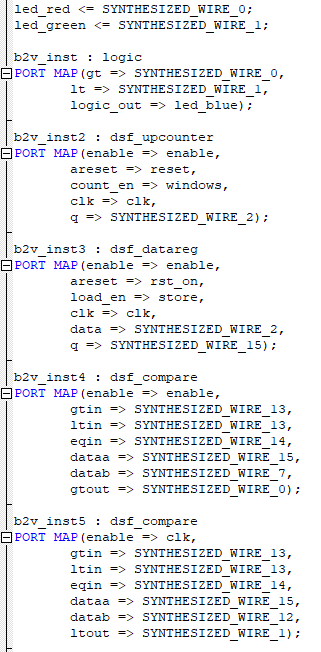 led_red <= SYNTHESIZED_WIRE_0;
led_green <= SYNTHESIZED_WIRE_1;
b2v_inst : logic
PORT MAP(gt => SYNTHESIZED_WIRE_0,
lt => SYNTHESIZED_WIRE_1,
logic_out => led_blue);
b2v_inst2 : dsf_upcounter
PORT MAP(enable => enable,
areset => reset,
count_en => windows,
clk => clk,
q => SYNTHESIZED_WIRE_2);
b2v_inst3 : dsf_datareg
PORT MAP(enable => enable,
areset => rst_on,
load_en => store,
clk => clk,
data => SYNTHESIZED_WIRE_2,
q => SYNTHESIZED_WIRE_15);
b2v_inst4 : dsf_compare
PORT MAP(enable => enable,
gtin => SYNTHESIZED_WIRE_13,
ltin => SYNTHESIZED_WIRE_13,
eqin => SYNTHESIZED_WIRE_14,
dataa => SYNTHESIZED_WIRE_15,
datab => SYNTHESIZED_WIRE_7,
gtout => SYNTHESIZED_WIRE_0);
b2v_inst5 : dsf_compare
PORT MAP(enable => clk,
gtin => SYNTHESIZED_WIRE_13,
ltin => SYNTHESIZED_WIRE_13,
eqin => SYNTHESIZED_WIRE_14,
dataa => SYNTHESIZED_WIRE_15,
datab => SYNTHESIZED_WIRE_12,
ltout => SYNTHESIZED_WIRE_1);